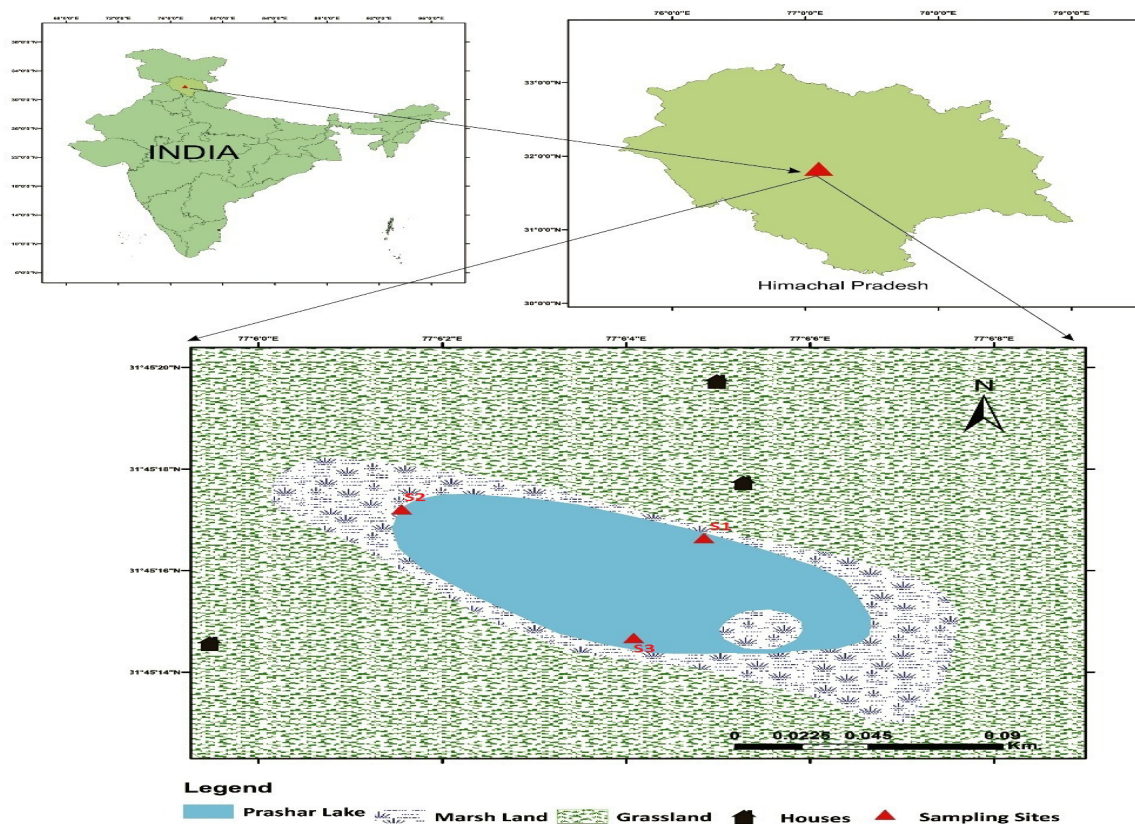 INDIA
76°0'0"E 77°0'0"E 78°0'0"E 79°0'0"E
33°0'0"N
32°0'0"N
31°0'0"N
30°0'0"N
Himachal Pradesh
77°6'0"E 77°6'2"E 77°6'4"E 77°6'6"E 77°6'8"E
31°45'20"N
31°45'18"N
31°45'16"N
31°45'14"N
N
S2
S1
S3
0 0.0225 0.045 0.09
Km.
Legend
Prashar Lake Marsh Land Grassland Houses Sampling Sites